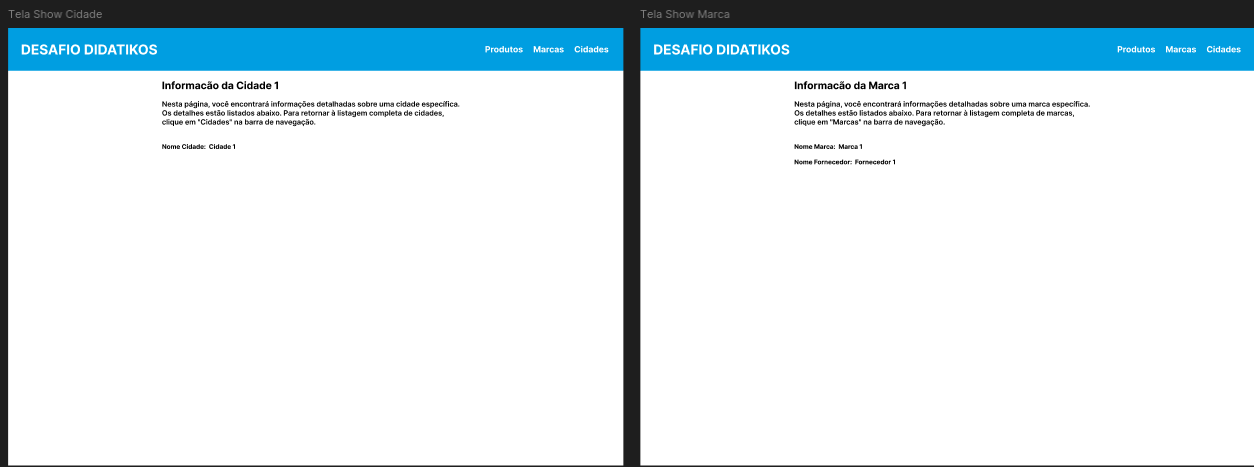 Tela Show Cidade
DESAFIO DIDATIKOS
Produtos Marcas Cidades
Informacão da Cidade 1
Nesta página, você encontrará informações detalhadas sobre uma cidade específica.
Os detalhes estão listados abaixo. Para retornar à listagem completa de cidades,
clique em "Cidades" na barra de navegação.
Nome Cidade: Cidade 1
Tela Show Marca
DESAFIO DIDATIKOS
Produtos Marcas Cidades
Informacão da Marca 1
Nesta página, você encontrará informações detalhadas sobre uma marca específica.
Os detalhes estão listados abaixo. Para retornar à listagem completa de marcas,
clique em "Marcas" na barra de navegação.
Nome Marca: Marca 1
Nome Fornecedor: Fornecedor 1